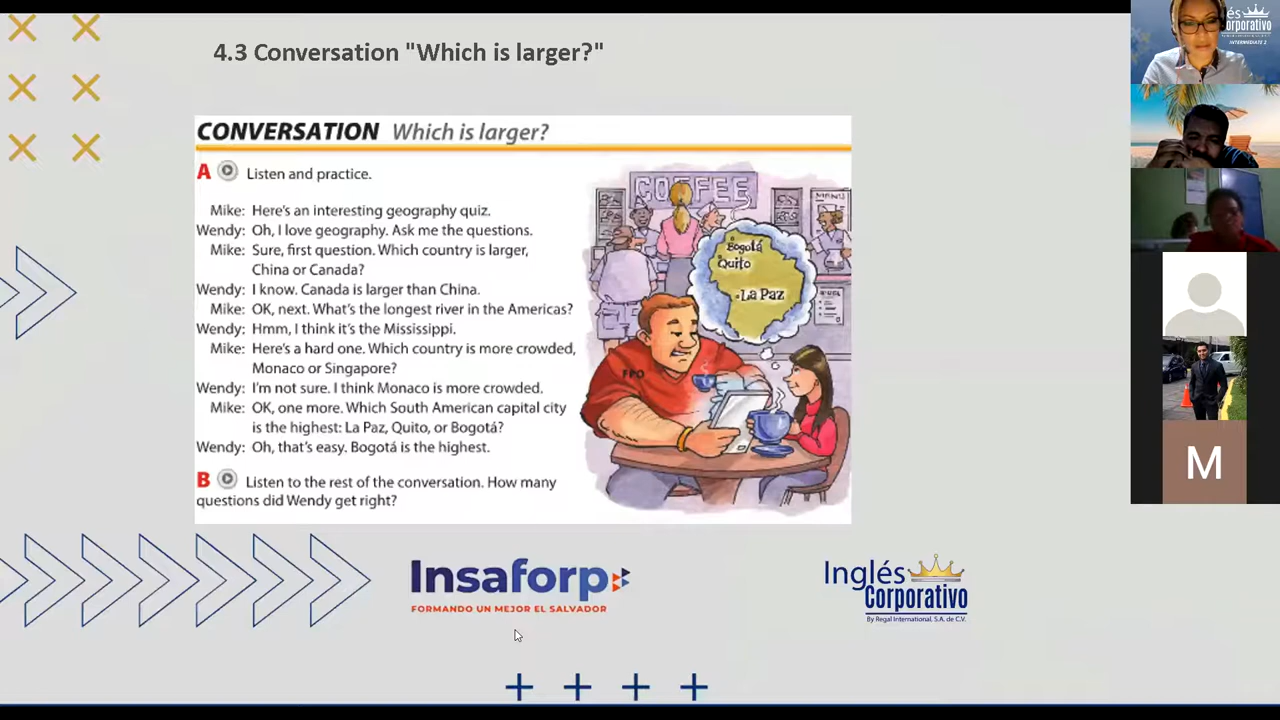 4.3 Conversation "Which is larger?"
CONVERSATION Which is larger?
A Listen and practice.
Mike: Here's an interesting geography quiz.
Wendy: Oh, I love geography. Ask me the questions.
Mike: Sure, first question. Which country is larger,
China or Canada?
Wendy: I know. Canada is larger than China.
Mike: OK, next. What's the longest river in the Americas?
Wendy: Hmm, I think it's the Mississippi.
Mike: Here's a hard one. Which country is more crowded,
Monaco or Singapore?
Wendy: I'm not sure. I think Monaco is more crowded.
Mike: OK, one more. Which South American capital city
is the highest: La Paz, Quito, or Bogotá?
Wendy: Oh, that's easy. Bogotá is the highest.
B Listen to the rest of the conversation. How many
questions did Wendy get right?
COFFEE
MENU
Bogotá
Quito
La Paz
FPO
Insaforp
FORMANDO UN MEJOR EL SALVADOR
Inglés
Corporativo
By Regal International, S.A. de C.V.
és
Corporativo
INTERMEDIATE 2
M